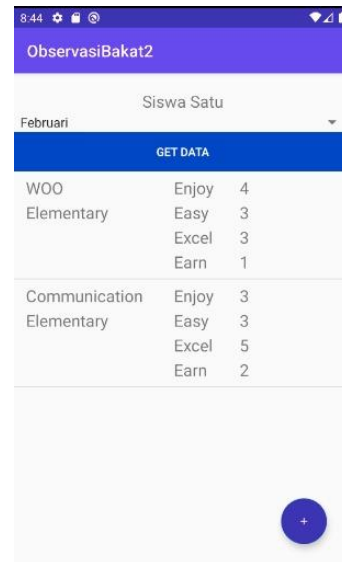 8:44
ObservasiBakat2
Siswa Satu
Februari
GET DATA
WOO Enjoy 4
Elementary Easy 3
Excel 3
Earn 1
Communication Enjoy 3
Elementary Easy 3
Excel 5
Earn 2
+